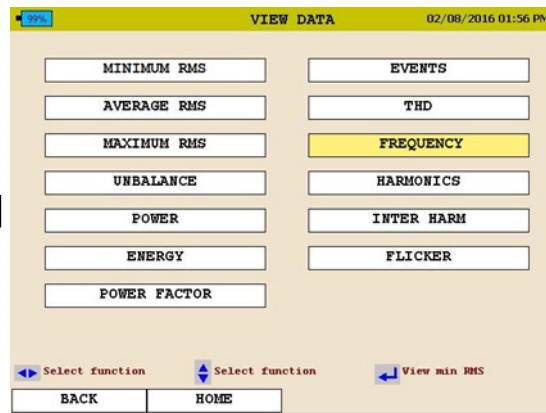 99% VIEW DATA 02/08/2016 01:56 PM
MINIMUM RMS EVENTS
AVERAGE RMS THD
MAXIMUM RMS FREQUENCY
UNBALANCE HARMONICS
POWER INTER HARM
ENERGY FLICKER
POWER FACTOR
Select function Select function View min RMS
BACK HOME